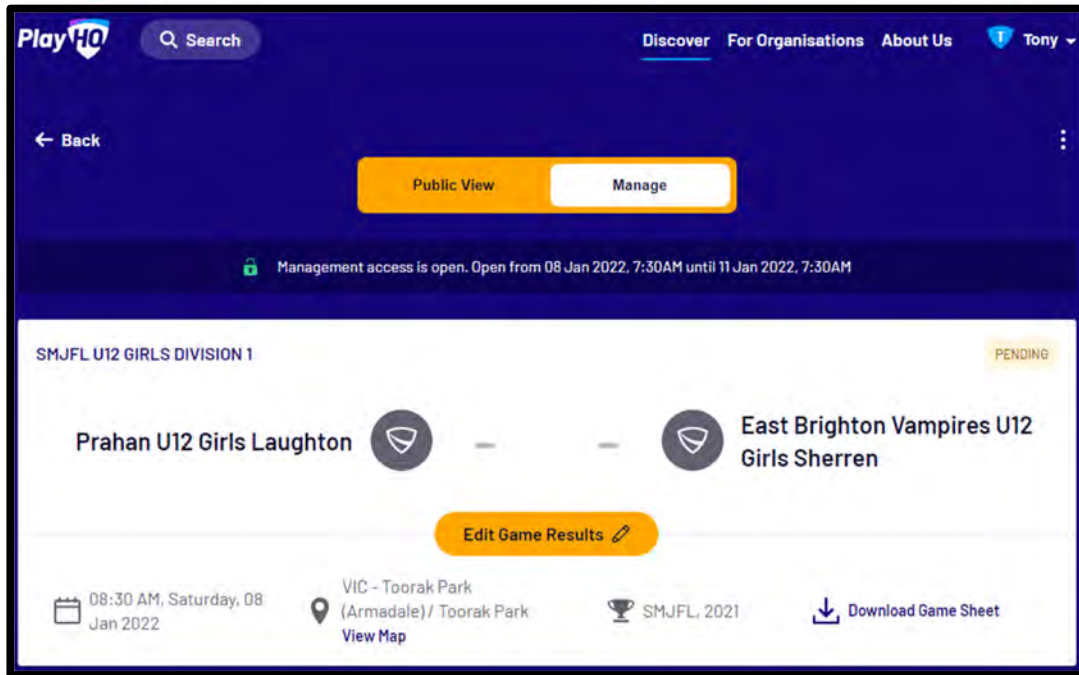 PlayHQ Search Discover For Organisations About Us T Tony
← Back
Public View Manage
Management access is open. Open from 08 Jan 2022, 7:30AM until 11 Jan 2022, 7:30AM
SMJFL U12 GIRLS DIVISION 1 PENDING
Prahan U12 Girls Laughton – – East Brighton Vampires U12
Girls Sherren
Edit Game Results
08:30 AM, Saturday, 08
Jan 2022
VIC - Toorak Park
(Armadale) / Toorak Park
View Map
SMJFL, 2021
Download Game Sheet